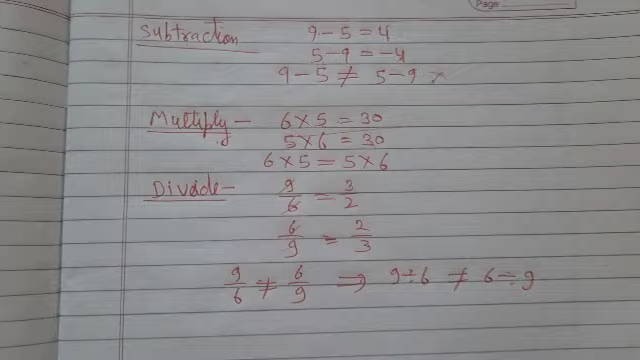 Page
Subtraction 9 - 5 = 4
5 - 9 = -4
9 - 5 ≠ 5 - 9 ×
Multiply - 6 × 5 = 30
5 × 6 = 30
6 × 5 = 5 × 6
Divide - 9/6 = 3/2
6/9 = 2/3
9/6 ≠ 6/9 ⇒ 9 ÷ 6 ≠ 6 ÷ 9